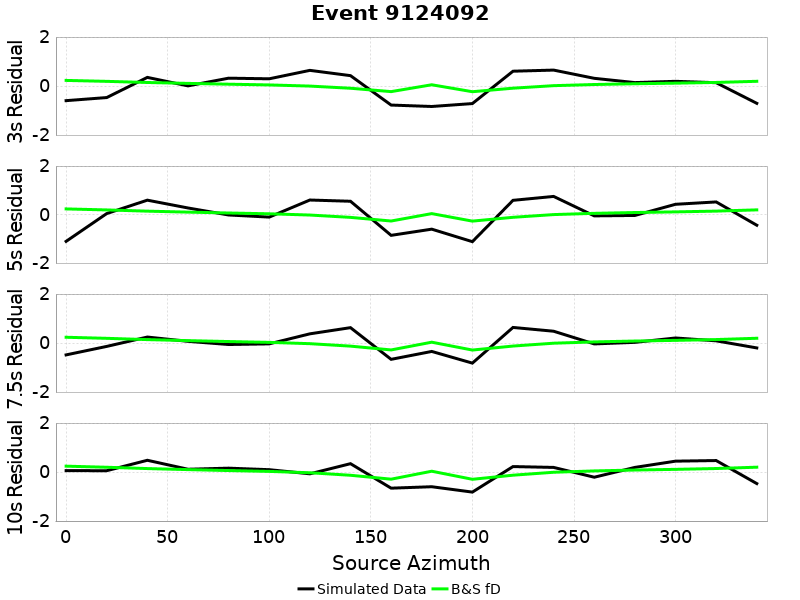 Event 9124092
3s Residual
2
0
-2
5s Residual
2
0
-2
7.5s Residual
2
0
-2
10s Residual
2
0
-2
0 50 100 150 200 250 300
Source Azimuth
Simulated Data B&S fD